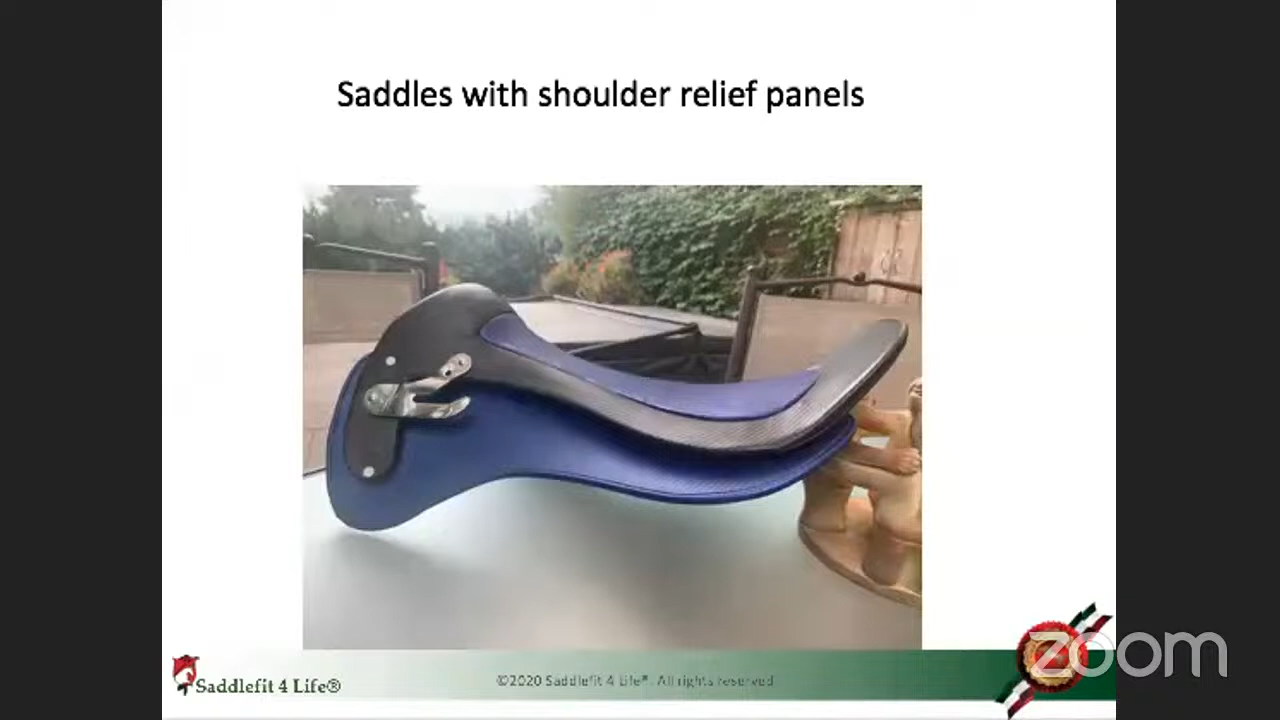 Saddles with shoulder relief panels
Saddlefit 4 Life®
©2020 Saddlefit 4 Life®. All rights reserved
zoom